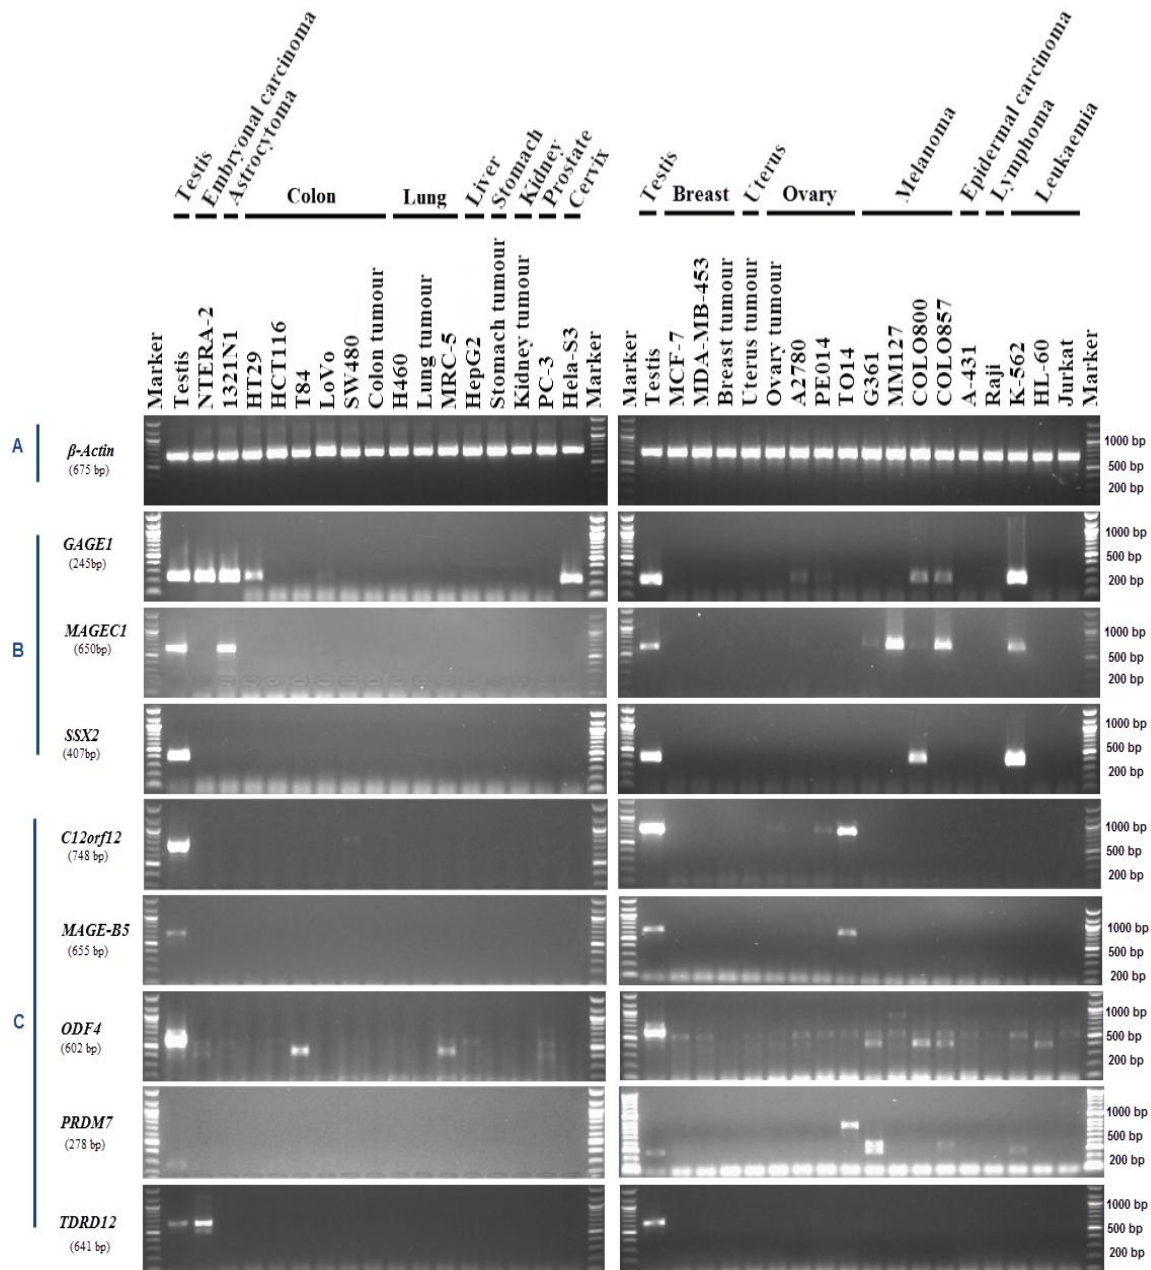 Testis
Embryonal carcinoma
Astrocytoma
Colon
Lung
Liver
Stomach
Kidney
Prostate
Cervix
Testis
Breast
Uterus
Ovary
Melanoma
Epidermal carcinoma
Lymphoma
Leukaemia
Marker
Testis
NTERA-2
1321N1
HT29
HCT116
T84
LoVo
SW480
Colon tumour
H460
Lung tumour
MRC-5
HepG2
Stomach tumour
Kidney tumour
PC-3
Hela-S3
Marker
Marker
Testis
MCF-7
MDA-MB-453
Breast tumour
Uterus tumour
Ovary tumour
A2780
PE014
TO14
G361
MM127
COLO800
COLO857
A-431
Raji
K-562
HL-60
Jurkat
Marker
A
β-Actin
(675 bp)
1000 bp
500 bp
200 bp
B
GAGE1
(245bp)
1000 bp
500 bp
200 bp
MAGEC1
(650bp)
1000 bp
500 bp
200 bp
SSX2
(407bp)
1000 bp
500 bp
200 bp
C
C12orf12
(748 bp)
1000 bp
500 bp
200 bp
MAGE-B5
(655 bp)
1000 bp
500 bp
200 bp
ODF4
(602 bp)
1000 bp
500 bp
200 bp
PRDM7
(278 bp)
1000 bp
500 bp
200 bp
TDRD12
(641 bp)
1000 bp
500 bp
200 bp